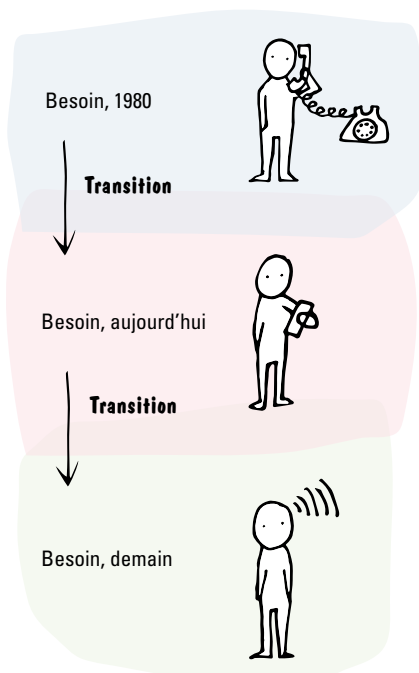 Besoin, 1980
Transition
Besoin, aujourd'hui
Transition
Besoin, demain